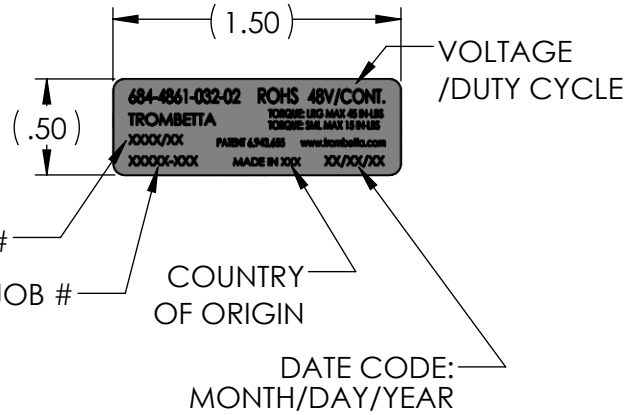 (1.50)
VOLTAGE
/DUTY CYCLE
(.50)
684-4861-032-02 ROHS 48V/CONT.
TROMBETTA TORQUE: LRG MAX 45 IN-LBS
TORQUE: SML MAX 15 IN-LBS
XXXX/XX PATENT 6,943,655 www.trombetta.com
XXXXX-XXX MADE IN XXX XX/XX/XX
#
JOB #
COUNTRY
OF ORIGIN
DATE CODE:
MONTH/DAY/YEAR